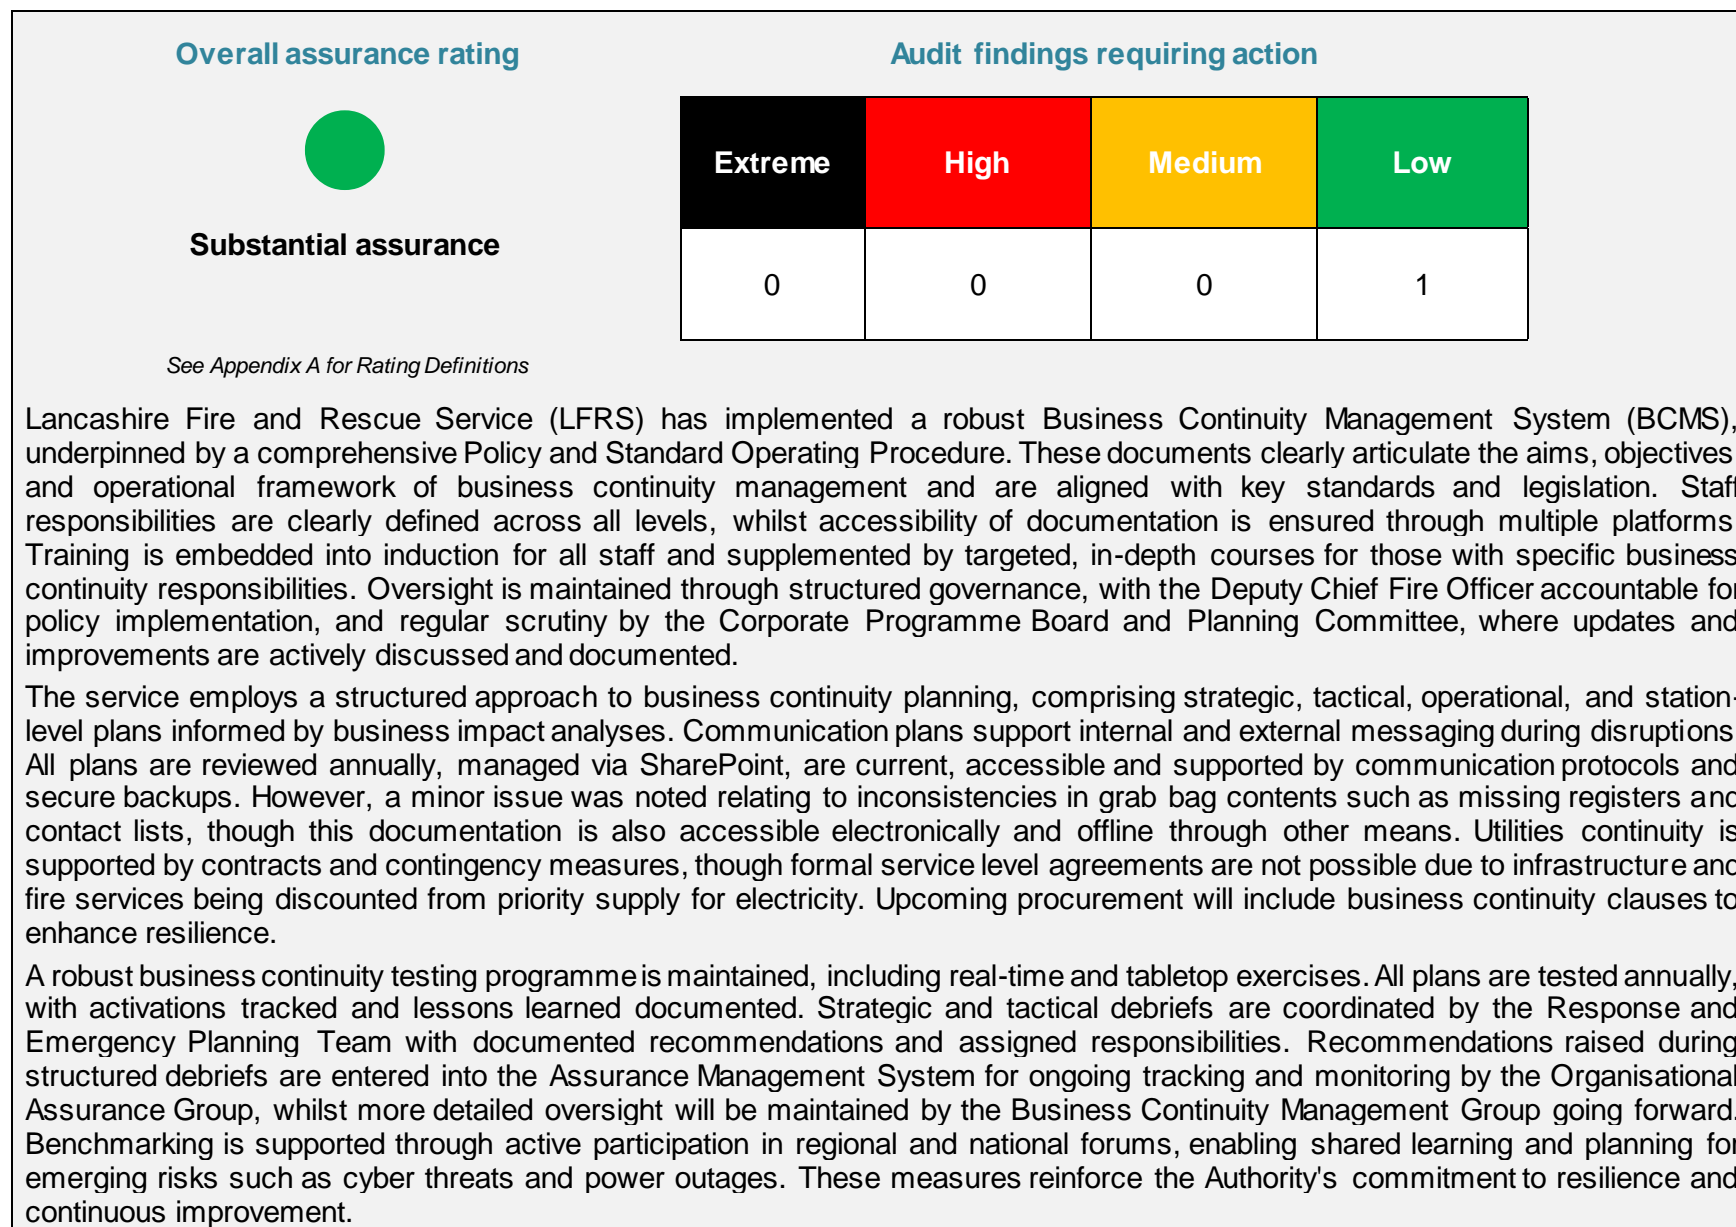 Overall assurance rating
Audit findings requiring action
Extreme High Medium Low
Substantial assurance
0 0 0 1
See Appendix A for Rating Definitions
Lancashire Fire and Rescue Service (LFRS) has implemented a robust Business Continuity Management System (BCMS),
underpinned by a comprehensive Policy and Standard Operating Procedure. These documents clearly articulate the aims, objectives
and operational framework of business continuity management and are aligned with key standards and legislation. Staff
responsibilities are clearly defined across all levels, whilst accessibility of documentation is ensured through multiple platforms
Training is embedded into induction for all staff and supplemented by targeted, in-depth courses for those with specific business
continuity responsibilities. Oversight is maintained through structured governance, with the Deputy Chief Fire Officer accountable for
policy implementation, and regular scrutiny by the Corporate Programme Board and Planning Committee, where updates and
improvements are actively discussed and documented.
The service employs a structured approach to business continuity planning, comprising strategic, tactical, operational, and station-
level plans informed by business impact analyses. Communication plans support internal and external messaging during disruptions
All plans are reviewed annually, managed via SharePoint, are current, accessible and supported by communication protocols and
secure backups. However, a minor issue was noted relating to inconsistencies in grab bag contents such as missing registers and
contact lists, though this documentation is also accessible electronically and offline through other means. Utilities continuity is
supported by contracts and contingency measures, though formal service level agreements are not possible due to infrastructure and
fire services being discounted from priority supply for electricity. Upcoming procurement will include business continuity clauses to
enhance resilience.
A robust business continuity testing programme is maintained, including real-time and tabletop exercises. All plans are tested annually,
with activations tracked and lessons learned documented. Strategic and tactical debriefs are coordinated by the Response and
Emergency Planning Team with documented recommendations and assigned responsibilities. Recommendations raised during
structured debriefs are entered into the Assurance Management System for ongoing tracking and monitoring by the Organisational
Assurance Group, whilst more detailed oversight will be maintained by the Business Continuity Management Group going forward.
Benchmarking is supported through active participation in regional and national forums, enabling shared learning and planning for
emerging risks such as cyber threats and power outages. These measures reinforce the Authority's commitment to resilience and
continuous improvement.